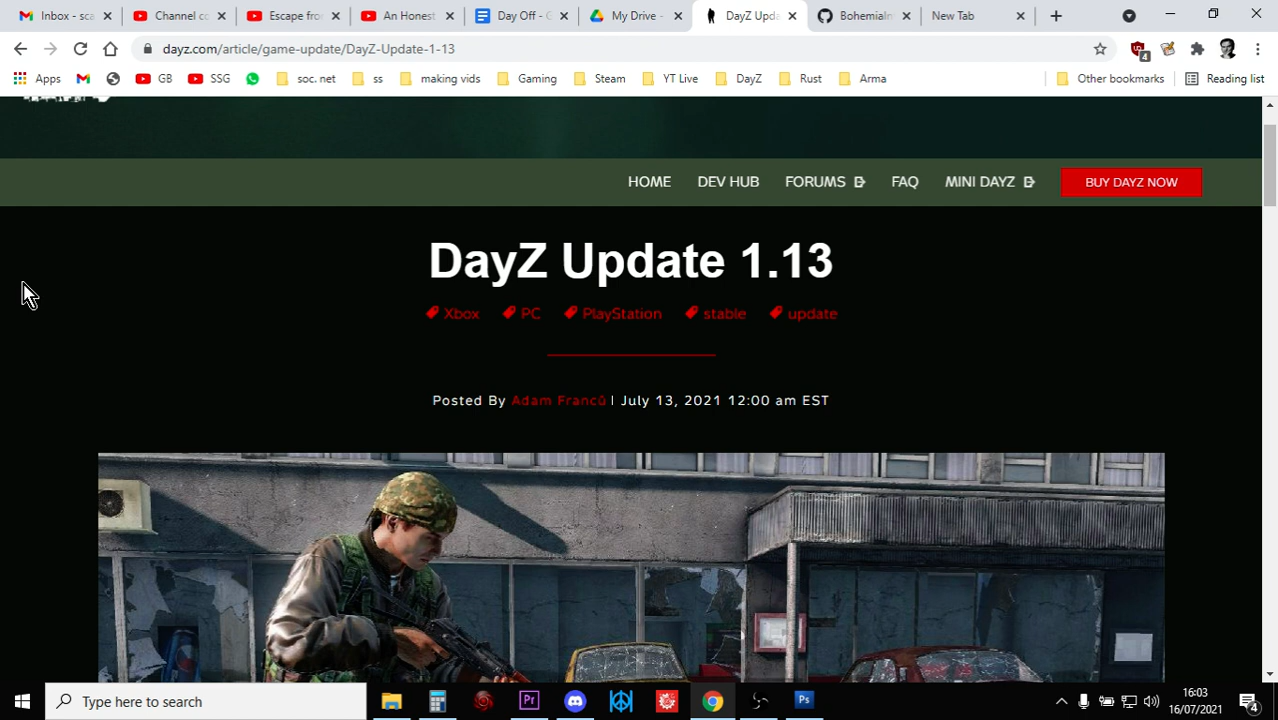 Inbox - sca
Channel co
Escape fro
An Honest
Day Off - G
My Drive -
DayZ Upda
BohemiaIn
New Tab
dayz.com/article/game-update/DayZ-Update-1-13
4
Apps
GB
SSG
soc. net
ss
making vids
Gaming
Steam
YT Live
DayZ
Rust
Arma
Other bookmarks
Reading list
HOME
DEV HUB
FORUMS
FAQ
MINI DAYZ
BUY DAYZ NOW
DayZ Update 1.13
Xbox
PC
PlayStation
stable
update
Posted By Adam Franců | July 13, 2021 12:00 am EST
Type here to search
Pr
Ps
16:03
16/07/2021
4